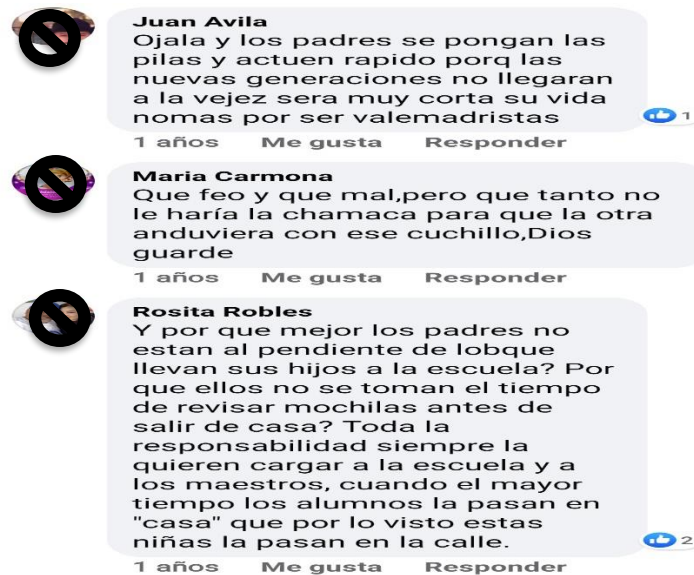 Juan Avila
Ojala y los padres se pongan las
pilas y actuen rapido porq las
nuevas generaciones no llegaran
a la vejez sera muy corta su vida
nomas por ser valemadristas
1
1 años Me gusta Responder
Maria Carmona
Que feo y que mal,pero que tanto no
le haría la chamaca para que la otra
anduviera con ese cuchillo,Dios
guarde
1 años Me gusta Responder
Rosita Robles
Y por que mejor los padres no
estan al pendiente de lobque
llevan sus hijos a la escuela? Por
que ellos no se toman el tiempo
de revisar mochilas antes de
salir de casa? Toda la
responsabilidad siempre la
quieren cargar a la escuela y a
los maestros, cuando el mayor
tiempo los alumnos la pasan en
"casa" que por lo visto estas
niñas la pasan en la calle.
2
1 años Me gusta Responder